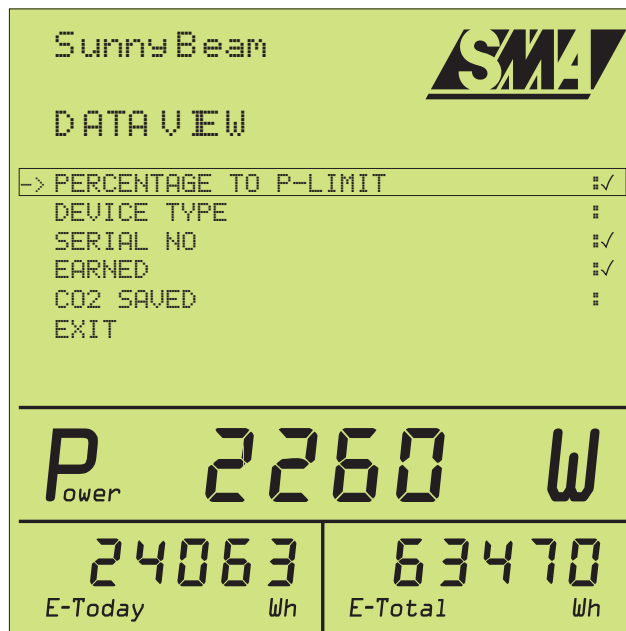 SunnyBeam
SMA
DATA VIEW
-> PERCENTAGE TO P-LIMIT :✓
DEVICE TYPE :
SERIAL NO :✓
EARNED :✓
CO2 SAVED :
EXIT
Power 2260 W
24063 63470
E-Today Wh E-Total Wh